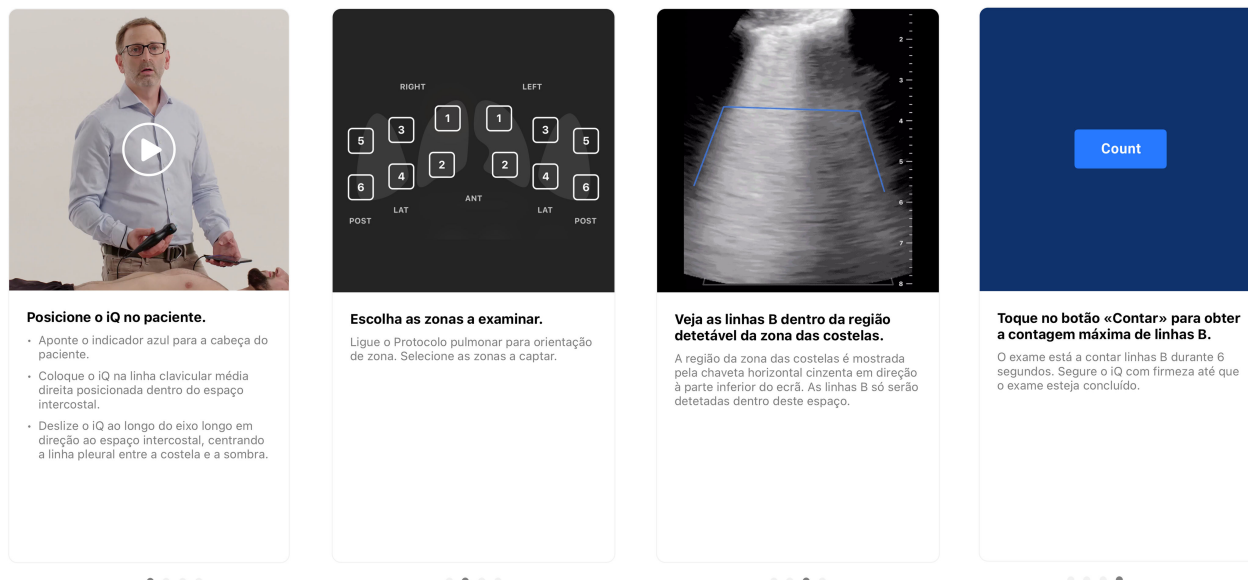 Posicione o iQ no paciente.
• Aponte o indicador azul para a cabeça do
paciente.
• Coloque o iQ na linha clavicular média
direita posicionada dentro do espaço
intercostal.
• Deslize o iQ ao longo do eixo longo em
direção ao espaço intercostal, centrando
a linha pleural entre a costela e a sombra.
RIGHT LEFT
1 1
3 3
5 5
2 2
4 4
6 6
ANT
LAT LAT
POST POST
Escolha as zonas a examinar.
Ligue o Protocolo pulmonar para orientação
de zona. Selecione as zonas a captar.
2
3
4
5
6
7
8
Veja as linhas B dentro da região
detetável da zona das costelas.
A região da zona das costelas é mostrada
pela chaveta horizontal cinzenta em direção
à parte inferior do ecrã. As linhas B só serão
detetadas dentro deste espaço.
Count
Toque no botão «Contar» para obter
a contagem máxima de linhas B.
O exame está a contar linhas B durante 6
segundos. Segure o iQ com firmeza até que
o exame esteja concluído.